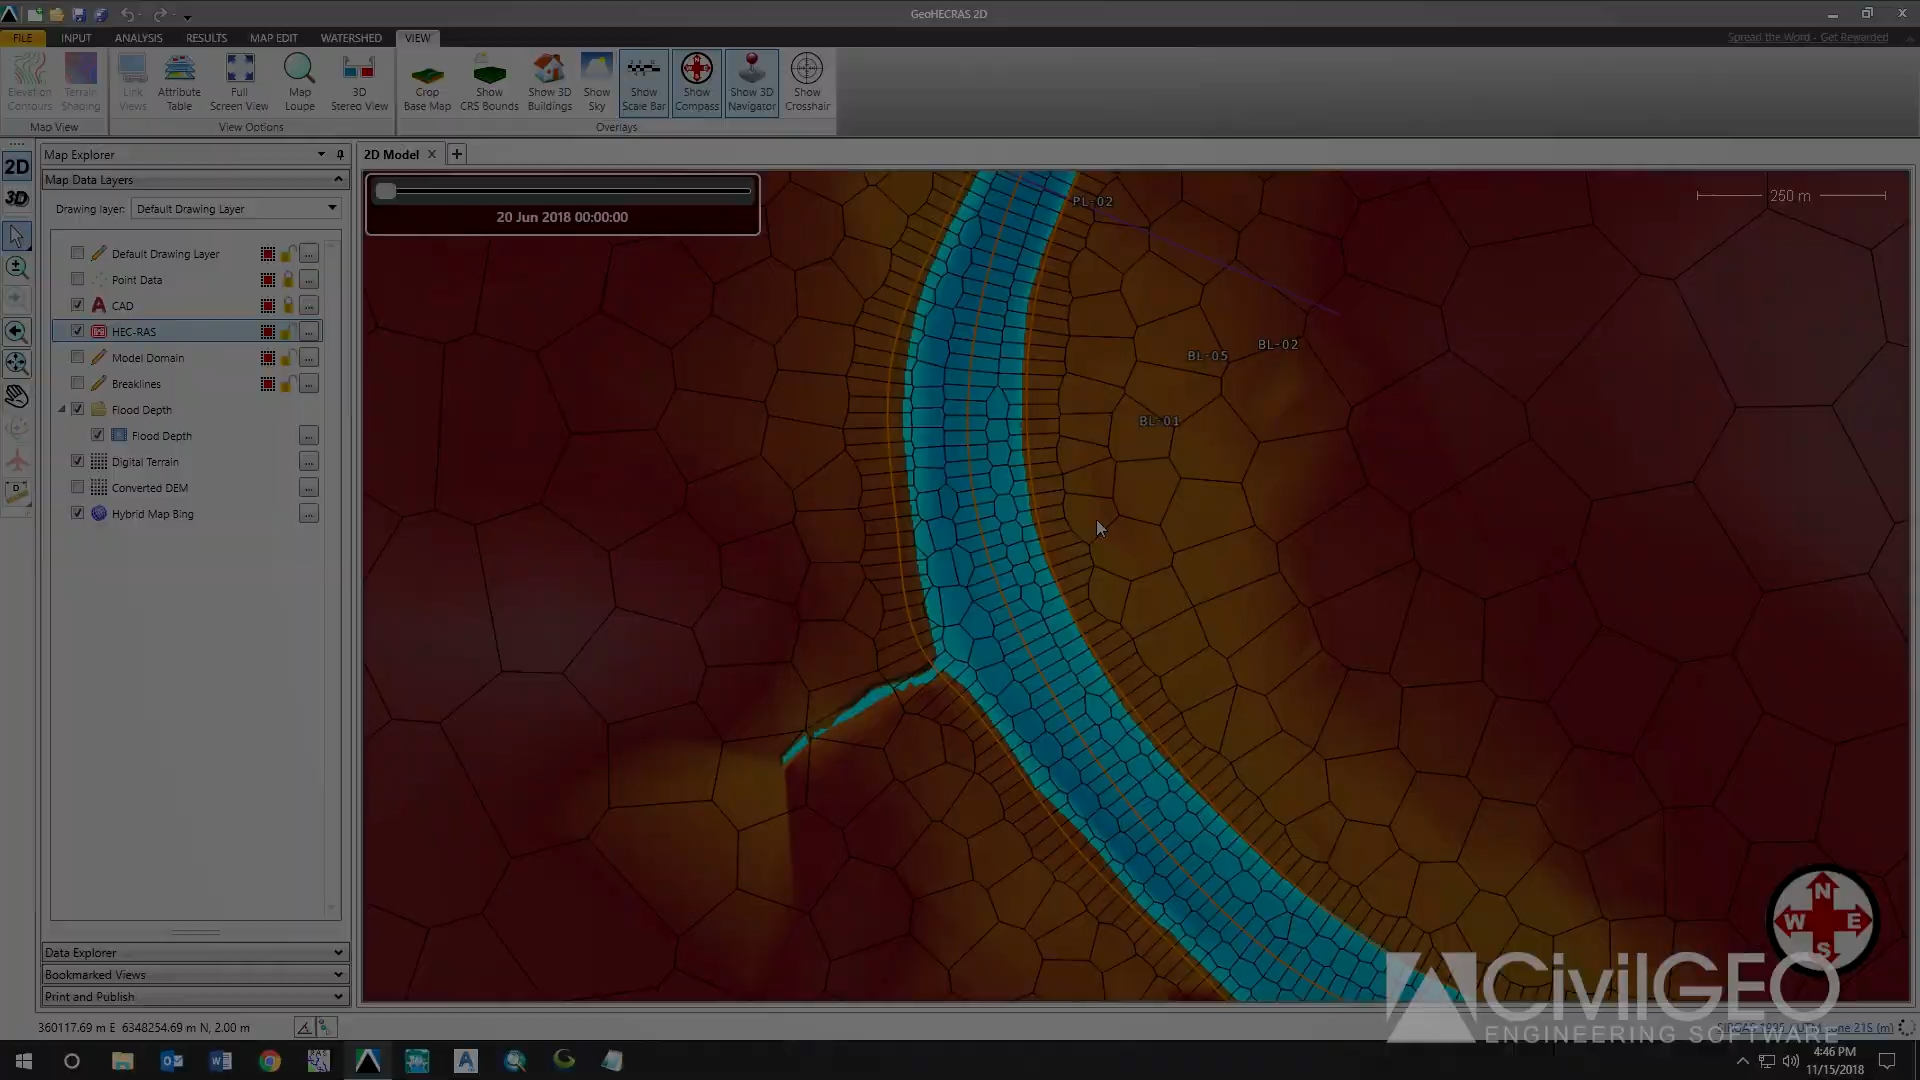 GeoHECRAS 2D
FILE INPUT ANALYSIS RESULTS MAP EDIT WATERSHED VIEW
Spread the Word - Get Rewarded
Elevation Contours
Terrain Shaping
Link Views
Attribute Table
Full Screen View
Map Loupe
3D Stereo View
Crop Base Map
Show CRS Bounds
Show 3D Buildings
Show Sky
Show Scale Bar
Show Compass
Show 3D Navigator
Show Crosshair
Map View
View Options
Overlays
2D
3D
Map Explorer
Map Data Layers
Drawing layer: Default Drawing Layer
Default Drawing Layer
Point Data
CAD
HEC-RAS
Model Domain
Breaklines
Flood Depth
Flood Depth
Digital Terrain
Converted DEM
Hybrid Map Bing
Data Explorer
Bookmarked Views
Print and Publish
2D Model
20 Jun 2018 00:00:00
PL-02
250 m
BL-02
BL-05
BL-01
N
W E
S
CivilGEO
ENGINEERING SOFTWARE
360117.69 m E 6348254.69 m N, 2.00 m
4:46 PM
11/15/2018